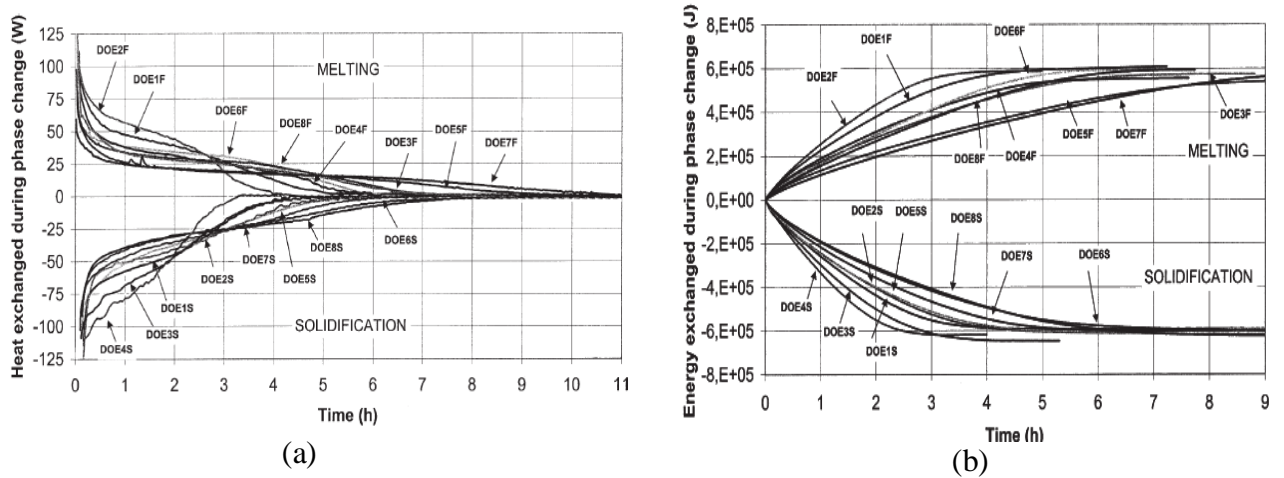 Heat exchanged during phase change (W)
125
100
75
50
25
0
-25
-50
-75
-100
-125
DOE2F
DOE1F
MELTING
DOE6F
DOE8F
DOE4F
DOE3F
DOE5F
DOE7F
DOE6S
DOE8S
DOE5S
DOE7S
DOE2S
DOE1S
DOE3S
DOE4S
SOLIDIFICATION
0 1 2 3 4 5 6 7 8 9 10 11
Time (h)
(a)
Energy exchanged during phase change (J)
8,E+05
6,E+05
4,E+05
2,E+05
0,E+00
-2,E+05
-4,E+05
-6,E+05
-8,E+05
DOE1F
DOE6F
DOE2F
DOE3F
DOE5F
DOE7F
DOE8F
DOE4F
MELTING
DOE2S
DOE5S
DOE8S
DOE7S
DOE6S
SOLIDIFICATION
DOE4S
DOE3S
DOE1S
0 1 2 3 4 5 6 7 8 9
Time (h)
(b)